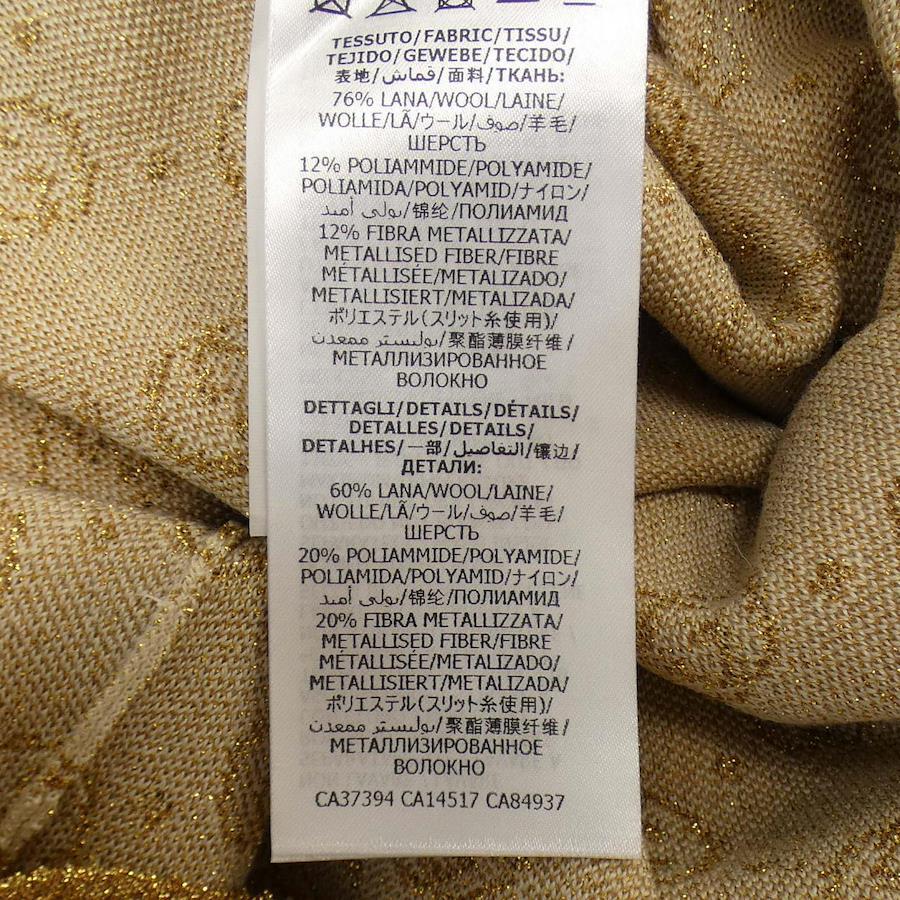 TESSUTO/FABRIC/TISSU/
TEJIDO/GEWEBE/TECIDO/
表地/قماش/面料/ТКАНЬ:
76% LANA/WOOL/LAINE/
WOLLE/LÃ/ウール/صوف/羊毛/
ШЕРСТЬ
12% POLIAMMIDE/POLYAMIDE/
POLIAMIDA/POLYAMID/ナイロン/
بولي أميد/锦纶/ПОЛИАМИД
12% FIBRA METALLIZZATA/
METALLISED FIBER/FIBRE
MÉTALLISÉE/METALIZADO/
METALLISIERT/METALIZADA/
ポリエステル(スリット糸使用)/
بوليستر ممعدن/聚酯薄膜纤维/
МЕТАЛЛИЗИРОВАННОЕ
ВОЛОКНО
DETTAGLI/DETAILS/DÉTAILS/
DETALLES/DETAILS/
DETALHES/一部/التفاصيل/镶边/
ДЕТАЛИ:
60% LANA/WOOL/LAINE/
WOLLE/LÃ/ウール/صوف/羊毛/
ШЕРСТЬ
20% POLIAMMIDE/POLYAMIDE/
POLIAMIDA/POLYAMID/ナイロン/
بولي أميد/锦纶/ПОЛИАМИД
20% FIBRA METALLIZZATA/
METALLISED FIBER/FIBRE
MÉTALLISÉE/METALIZADO/
METALLISIERT/METALIZADA/
ポリエステル(スリット糸使用)/
بوليستر ممعدن/聚酯薄膜纤维/
МЕТАЛЛИЗИРОВАННОЕ
ВОЛОКНО
CA37394 CA14517 CA84937